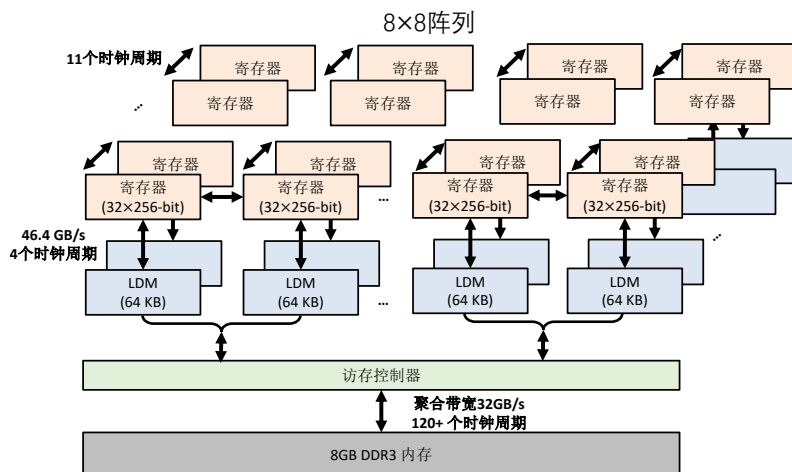 8×8阵列
11个时钟周期
寄存器
寄存器
寄存器
寄存器
寄存器
寄存器
寄存器
寄存器
...
寄存器
寄存器
寄存器
寄存器
寄存器
(32×256-bit)
寄存器
(32×256-bit)
...
寄存器
(32×256-bit)
寄存器
(32×256-bit)
46.4 GB/s
4个时钟周期
...
LDM
(64 KB)
LDM
(64 KB)
...
LDM
(64 KB)
LDM
(64 KB)
访存控制器
聚合带宽32GB/s
120+ 个时钟周期
8GB DDR3 内存